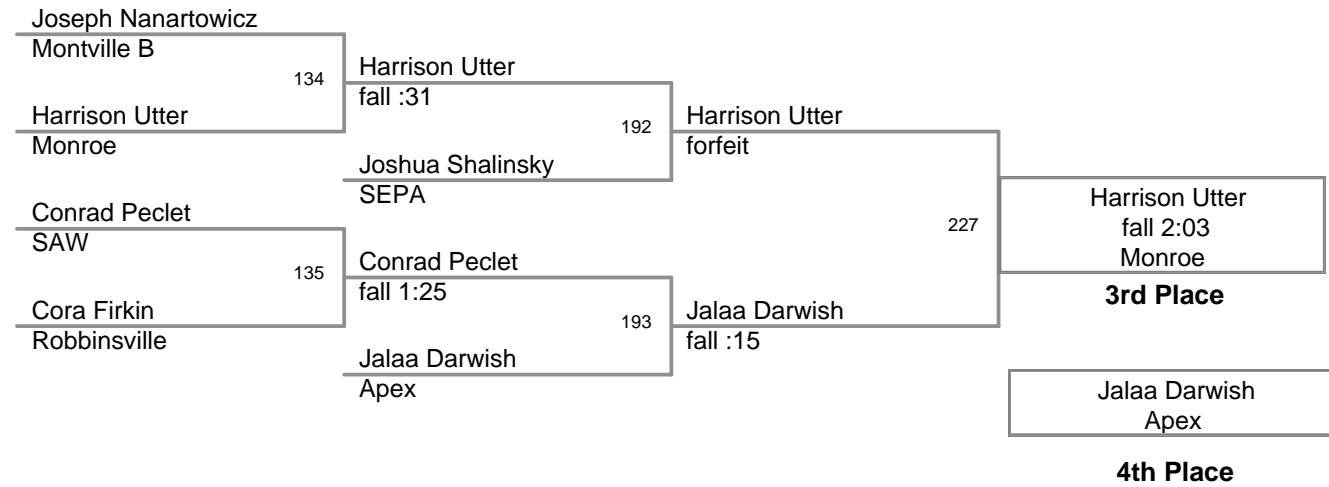 Joseph Nanartowicz
Montville B
134
Harrison Utter
fall :31
Harrison Utter
Monroe
192
Harrison Utter
forfeit
Joshua Shalinsky
SEPA
Conrad Peclet
SAW
135
Conrad Peclet
fall 1:25
Cora Firkin
Robbinsville
193
Jalaa Darwish
fall :15
Jalaa Darwish
Apex
227
Harrison Utter
fall 2:03
Monroe
3rd Place
Jalaa Darwish
Apex
4th Place